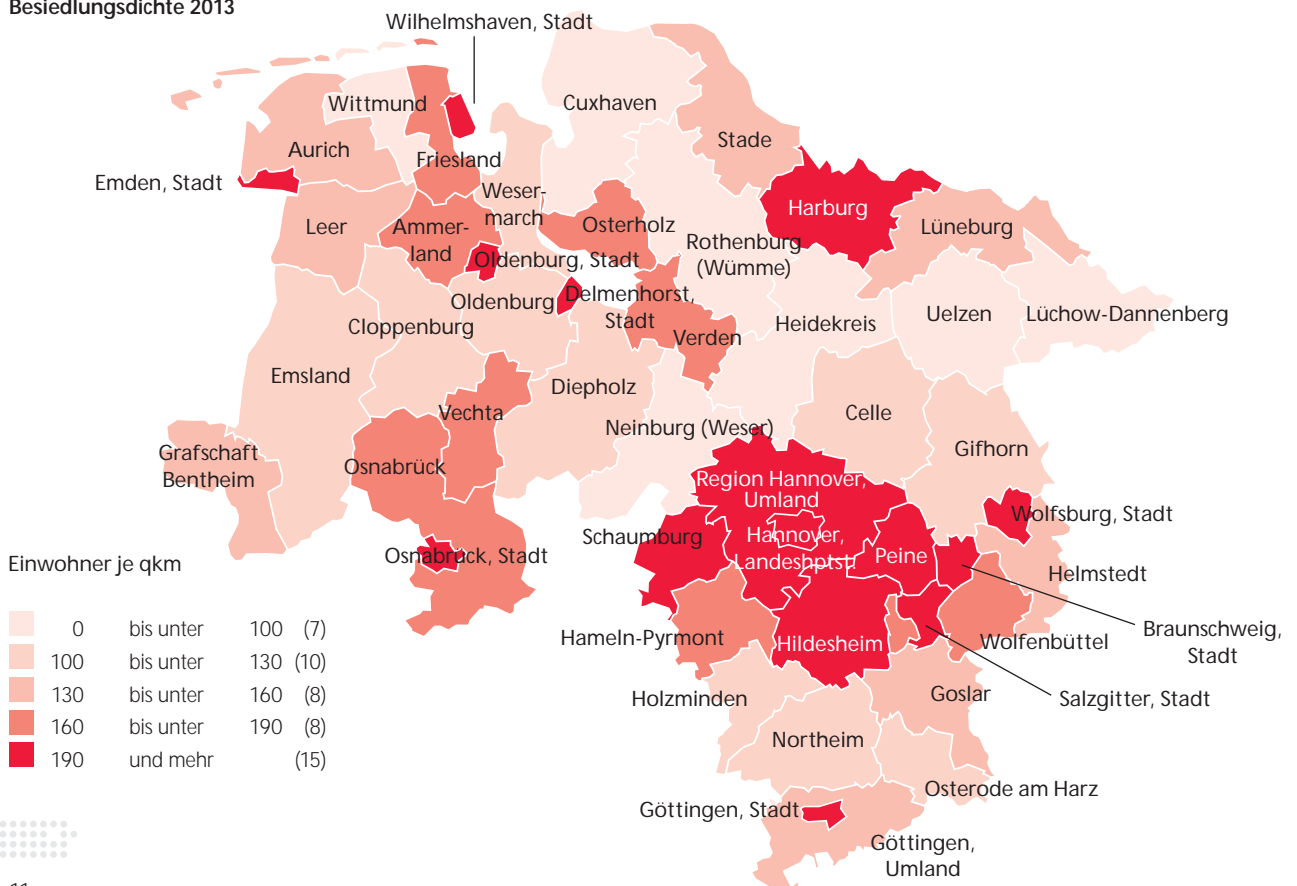 Besiedlungsdichte 2013
Wilhelmshaven, Stadt
Wittmund
Cuxhaven
Stade
Aurich
Friesland
Emden, Stadt
Weser-
march
Harburg
Leer
Ammer-
land
Osterholz
Lüneburg
Rothenburg
(Wümme)
Oldenburg, Stadt
Oldenburg
Delmenhorst,
Stadt
Cloppenburg
Verden
Heidekreis
Uelzen
Lüchow-Dannenberg
Emsland
Diepholz
Vechta
Celle
Neinburg (Weser)
Gifhorn
Grafschaft
Bentheim
Osnabrück
Region Hannover,
Umland
Wolfsburg, Stadt
Schaumburg
Hannover,
Landeshptst.
Peine
Osnabrück, Stadt
Helmstedt
Hameln-Pyrmont
Hildesheim
Wolfenbüttel
Braunschweig,
Stadt
Holzminden
Goslar
Salzgitter, Stadt
Northeim
Osterode am Harz
Göttingen, Stadt
Göttingen,
Umland
Einwohner je qkm
0 bis unter 100 (7)
100 bis unter 130 (10)
130 bis unter 160 (8)
160 bis unter 190 (8)
190 und mehr (15)